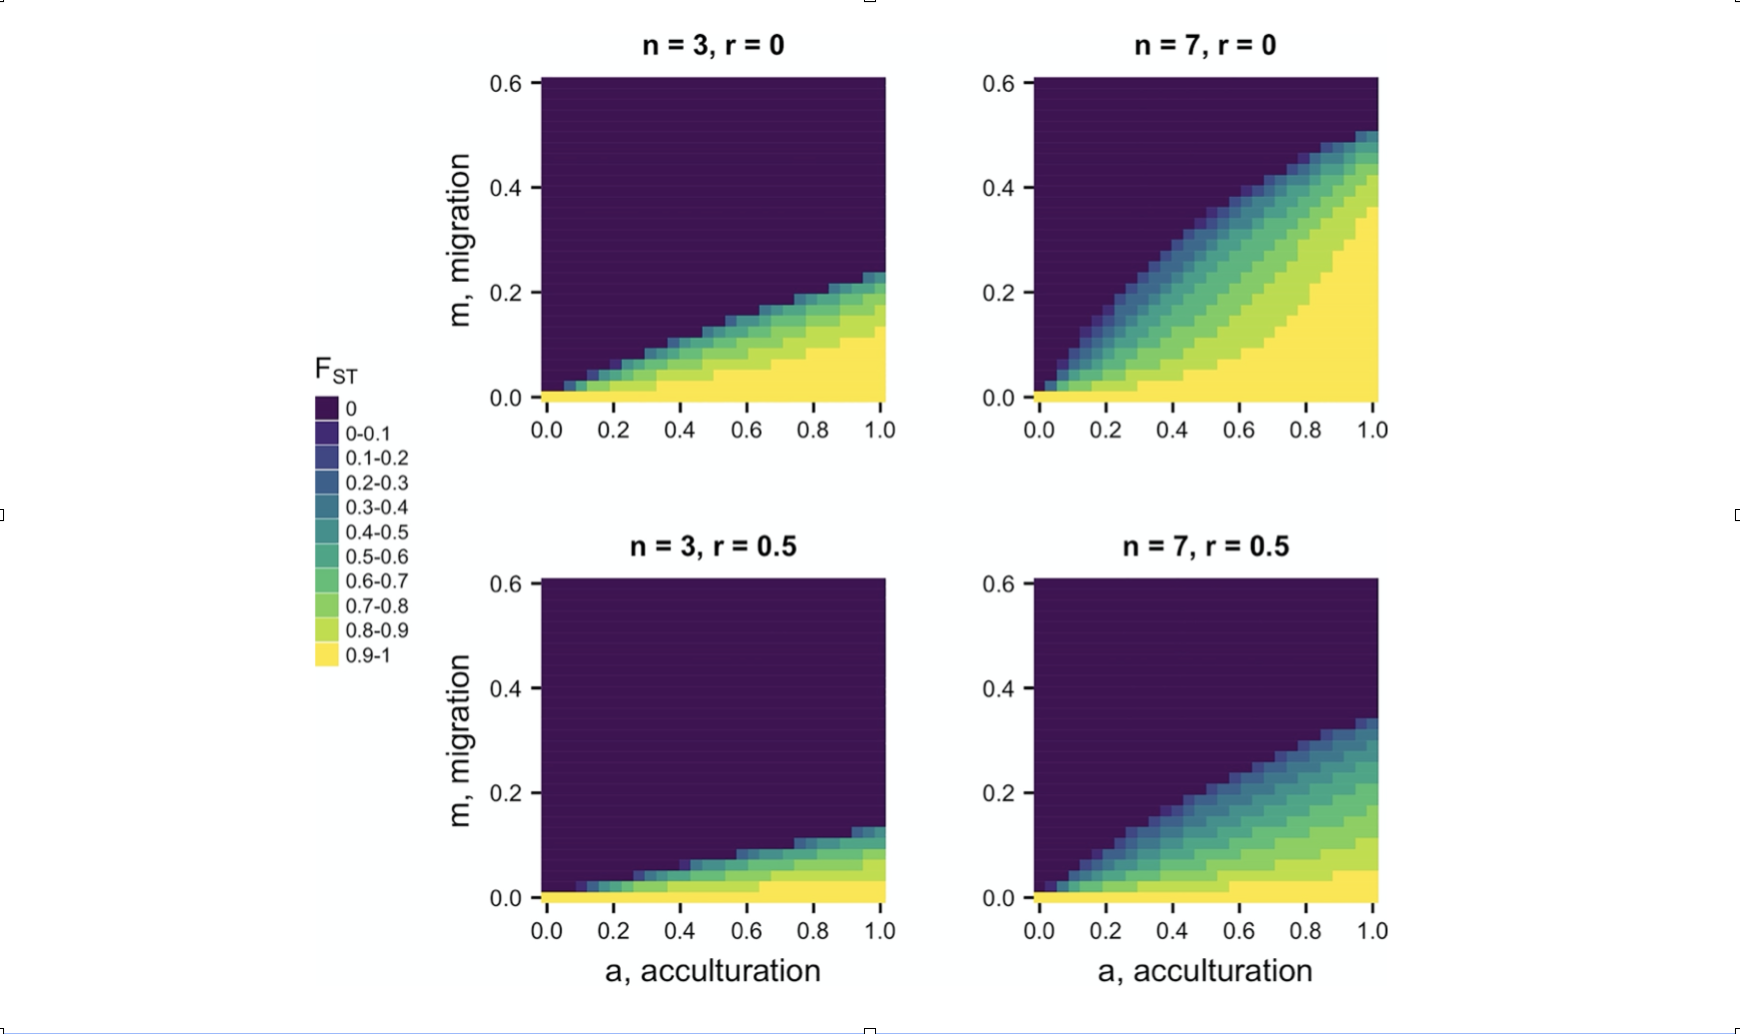 n = 3, r = 0
n = 7, r = 0
m, migration
0.6
0.4
0.2
0.0
0.0 0.2 0.4 0.6 0.8 1.0
0.6
0.4
0.2
0.0
0.0 0.2 0.4 0.6 0.8 1.0
FST
0
0-0.1
0.1-0.2
0.2-0.3
0.3-0.4
0.4-0.5
0.5-0.6
0.6-0.7
0.7-0.8
0.8-0.9
0.9-1
n = 3, r = 0.5
n = 7, r = 0.5
m, migration
0.6
0.4
0.2
0.0
0.0 0.2 0.4 0.6 0.8 1.0
a, acculturation
0.6
0.4
0.2
0.0
0.0 0.2 0.4 0.6 0.8 1.0
a, acculturation